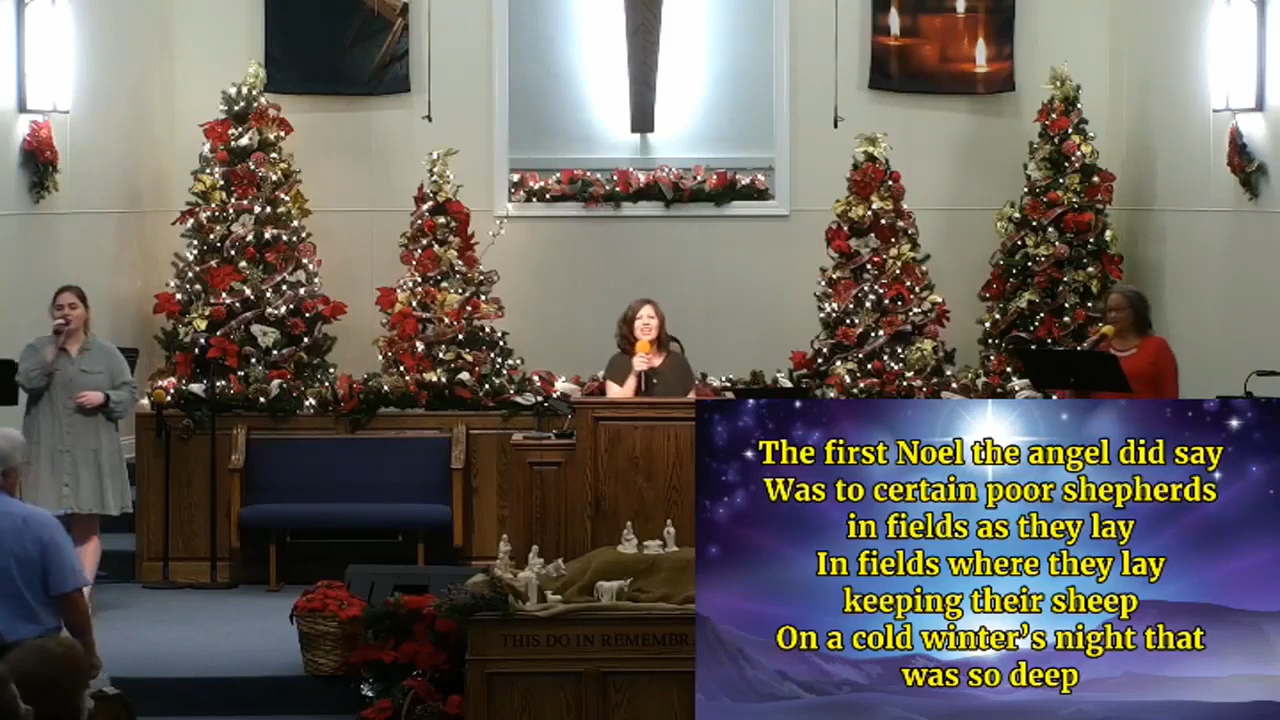 THIS DO IN REMEMBR
The first Noel the angel did say
Was to certain poor shepherds
in fields as they lay
In fields where they lay
keeping their sheep
On a cold winter's night that
was so deep